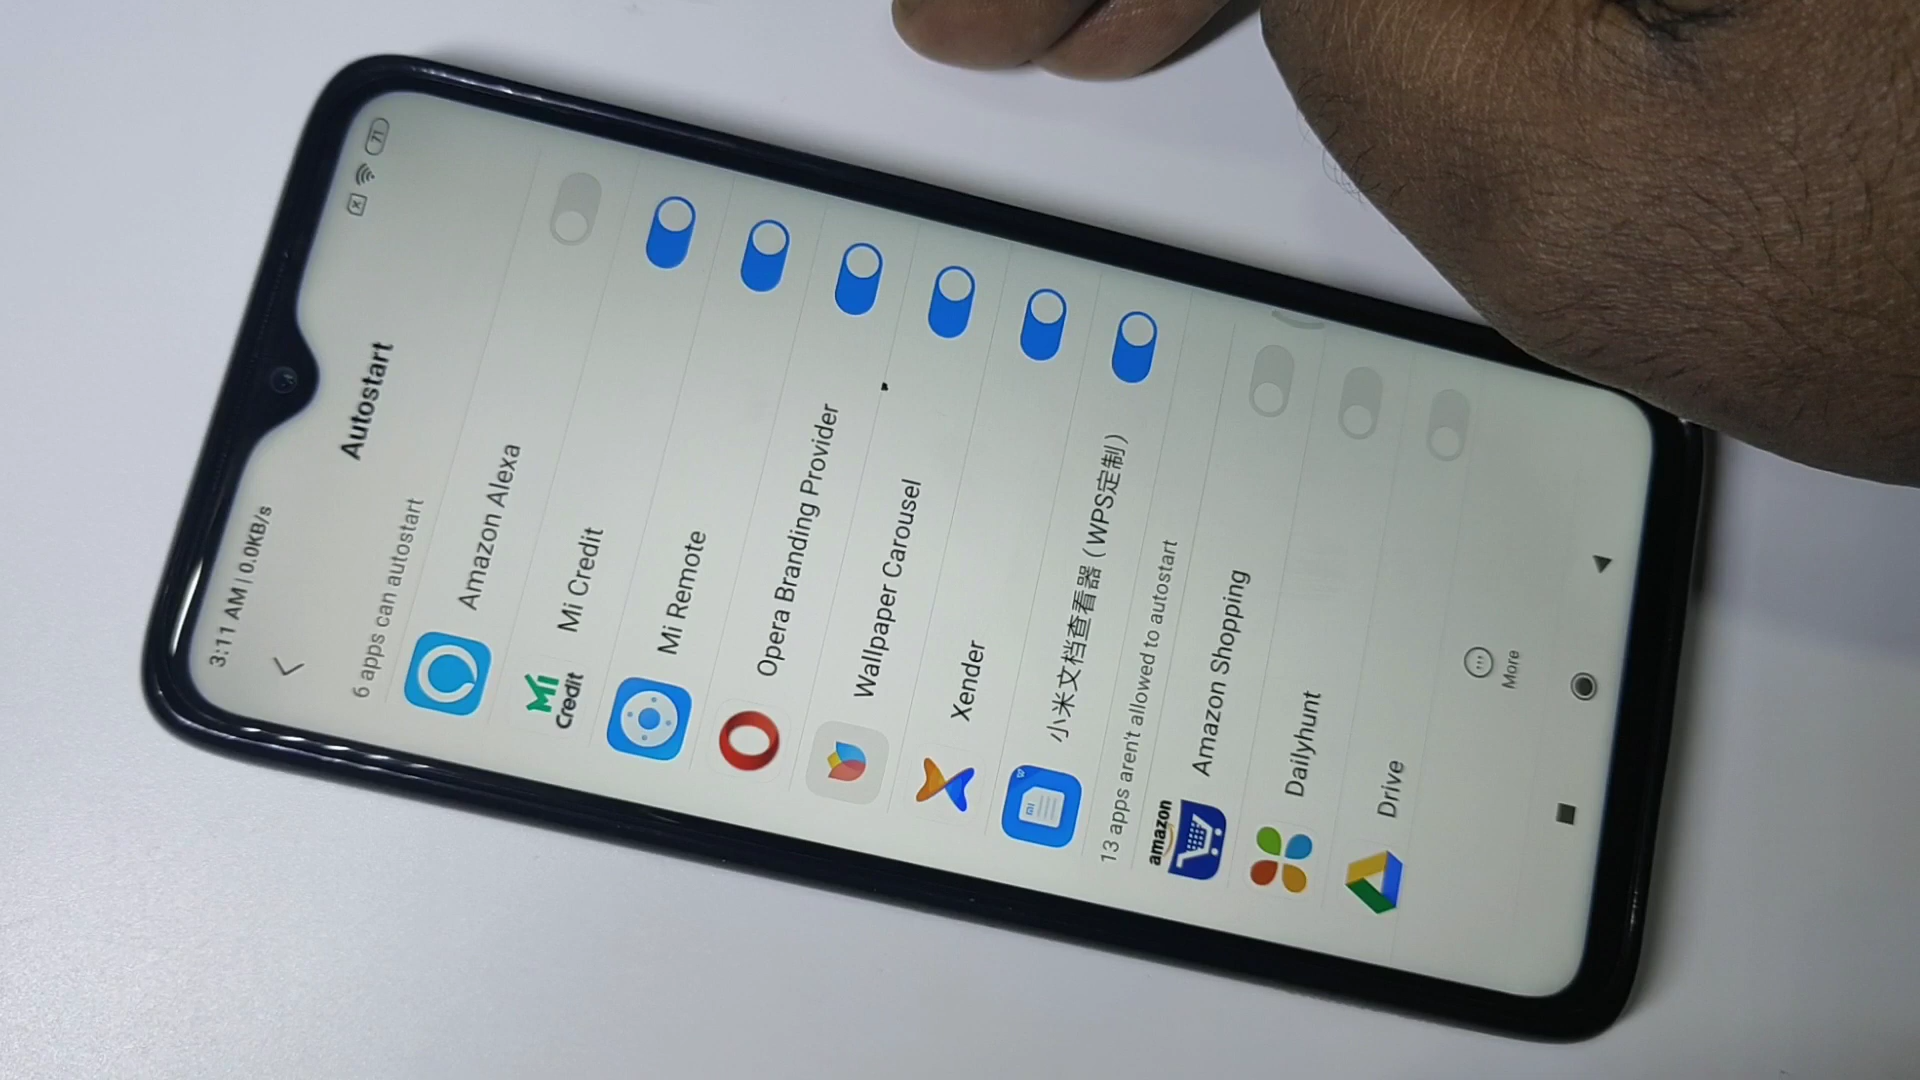 3:11 AM | 0.0KB/s
71
Autostart
6 apps can autostart
Amazon Alexa
Mi Credit
Mi Credit
Mi Remote
Opera Branding Provider
Wallpaper Carousel
Xender
小米文档查看器（WPS定制）
13 apps aren't allowed to autostart
amazon
Amazon Shopping
Dailyhunt
Drive
More